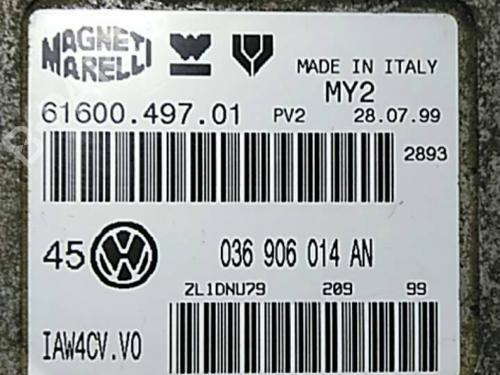 MAGNETI
MARELLI
MADE IN ITALY
MY2
61600.497.01 PV2 28.07.99
2893
45 036 906 014 AN
ZL1DNU79 209 99
IAW4CV.V0